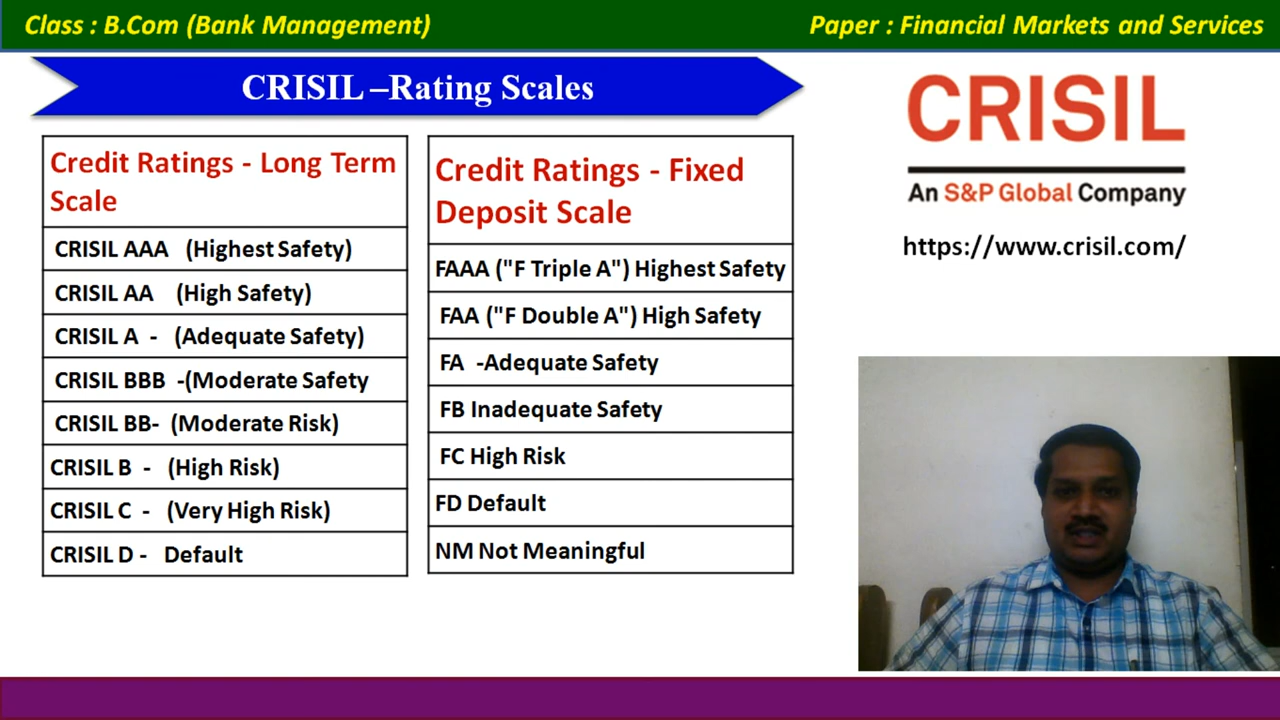 Class : B.Com (Bank Management)
Paper : Financial Markets and Services
CRISIL –Rating Scales
Credit Ratings - Long Term
Scale
CRISIL AAA (Highest Safety)
CRISIL AA (High Safety)
CRISIL A - (Adequate Safety)
CRISIL BBB -(Moderate Safety
CRISIL BB- (Moderate Risk)
CRISIL B - (High Risk)
CRISIL C - (Very High Risk)
CRISIL D - Default
Credit Ratings - Fixed
Deposit Scale
FAAA ("F Triple A") Highest Safety
FAA ("F Double A") High Safety
FA -Adequate Safety
FB Inadequate Safety
FC High Risk
FD Default
NM Not Meaningful
CRISIL
An S&P Global Company
https://www.crisil.com/